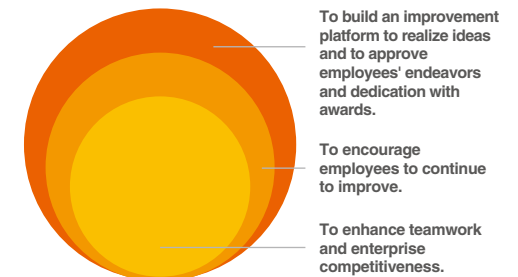 To build an improvement
platform to realize ideas
and to approve
employees' endeavors
and dedication with
awards.
To encourage
employees to continue
to improve.
To enhance teamwork
and enterprise
competitiveness.